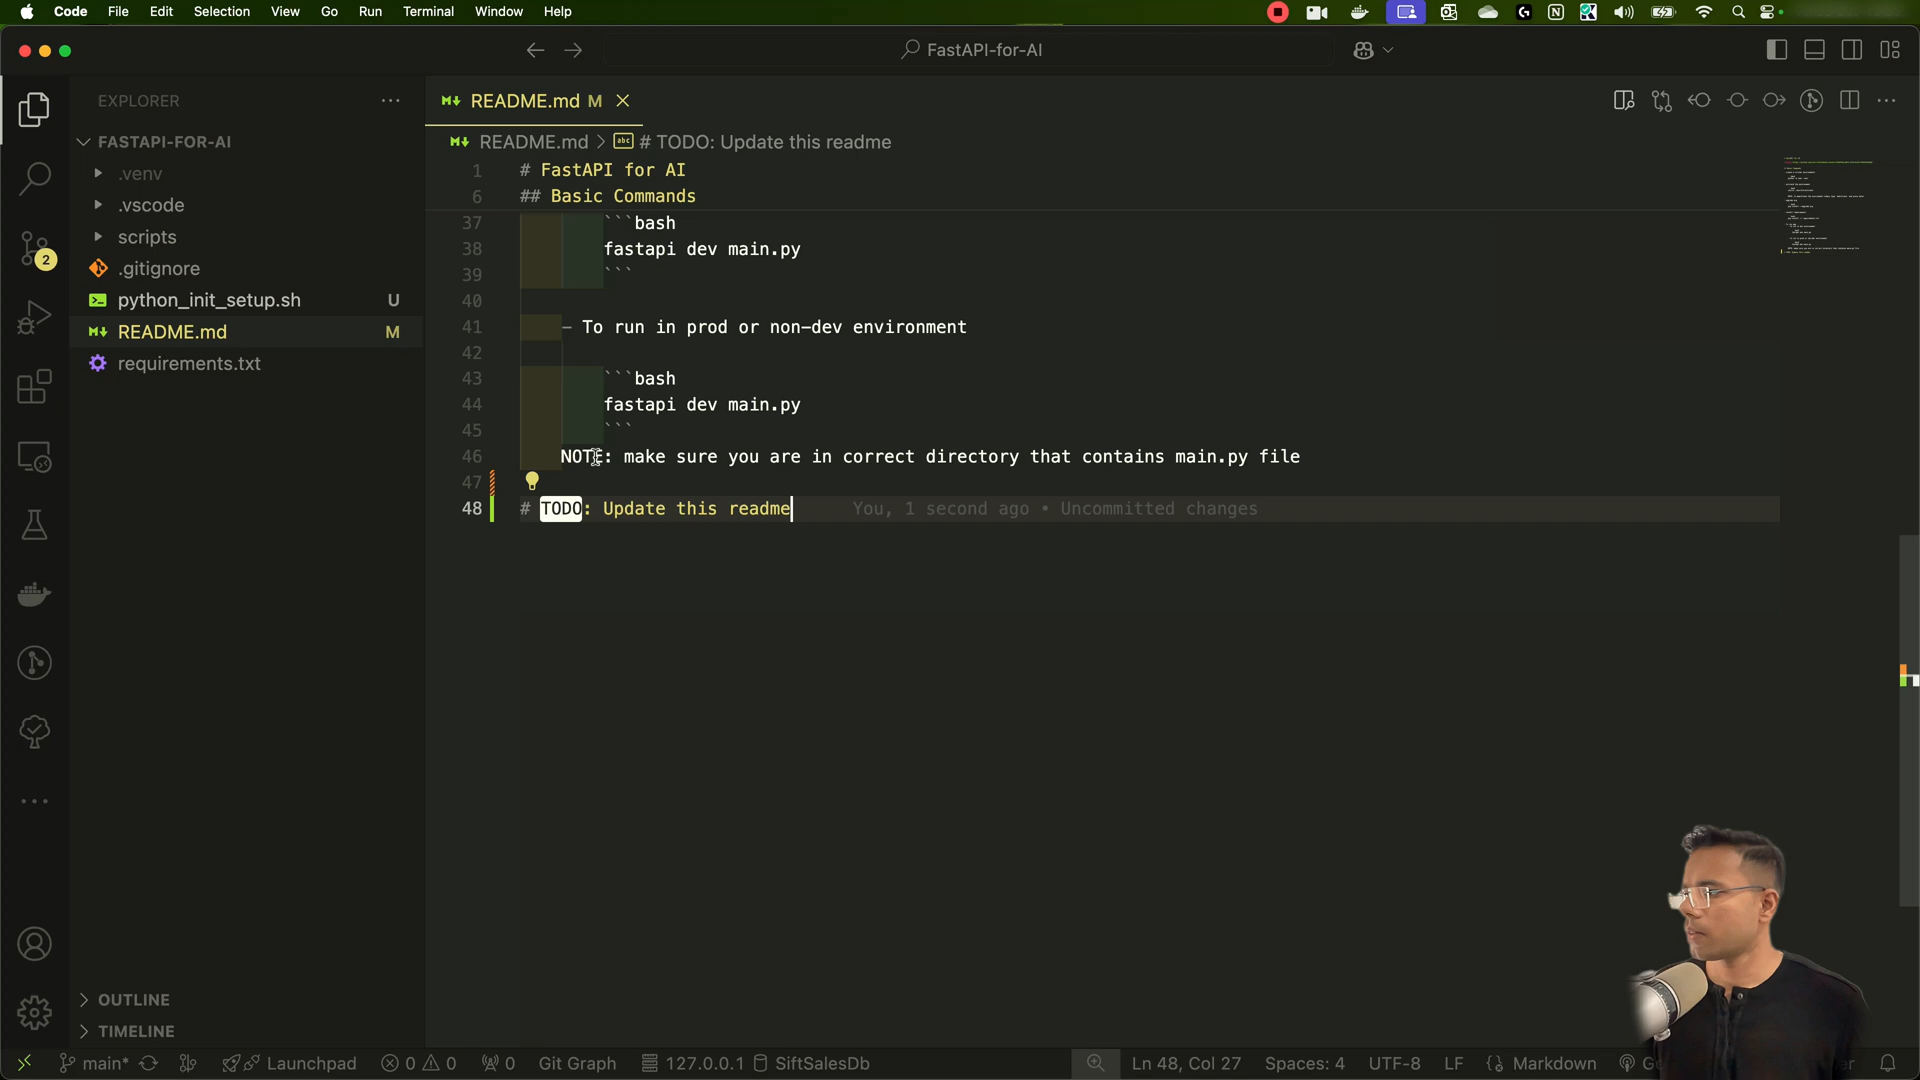 Code File Edit Selection View Go Run Terminal Window Help
FastAPI-for-AI
EXPLORER
README.md M
FASTAPI-FOR-AI
README.md > # TODO: Update this readme
.venv
.vscode
scripts
.gitignore
python_init_setup.sh U
README.md M
requirements.txt
1 # FastAPI for AI
6 ## Basic Commands
37 ```bash
38 fastapi dev main.py
39 ```
40
41 - To run in prod or non-dev environment
42
43 ```bash
44 fastapi dev main.py
45 ```
46 NOTE: make sure you are in correct directory that contains main.py file
47
48 # TODO: Update this readme You, 1 second ago • Uncommitted changes
2
OUTLINE
TIMELINE
main* Launchpad 0 0 0 Git Graph 127.0.0.1 SiftSalesDb Ln 48, Col 27 Spaces: 4 UTF-8 LF {} Markdown